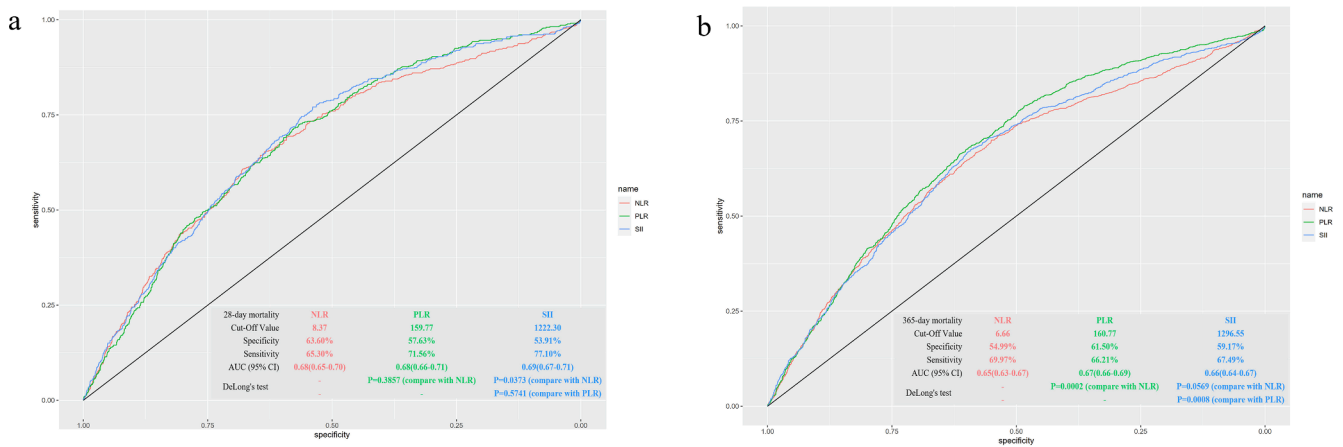 a
1.00
0.75
0.50
0.25
0.00
sensitivity
1.00
0.75
0.50
0.25
0.00
specificity
name
NLR
PLR
SII
28-day mortality NLR PLR SII
Cut-Off Value 8.37 159.77 1222.30
Specificity 63.60% 57.63% 53.91%
Sensitivity 65.30% 71.56% 77.10%
AUC (95% CI) 0.68(0.65-0.70) 0.68(0.66-0.71) 0.69(0.67-0.71)
DeLong's test
- P=0.3857 (compare with NLR) P=0.0373 (compare with NLR)
- - P=0.5741 (compare with PLR)
b
1.00
0.75
0.50
0.25
0.00
sensitivity
1.00
0.75
0.50
0.25
0.00
specificity
name
NLR
PLR
SII
365-day mortality NLR PLR SII
Cut-Off Value 6.66 160.77 1296.55
Specificity 54.99% 61.50% 59.17%
Sensitivity 69.97% 66.21% 67.49%
AUC (95% CI) 0.65(0.63-0.67) 0.67(0.66-0.69) 0.66(0.64-0.67)
DeLong's test
- P=0.0002 (compare with NLR) P=0.0569 (compare with NLR)
- - P=0.0008 (compare with PLR)